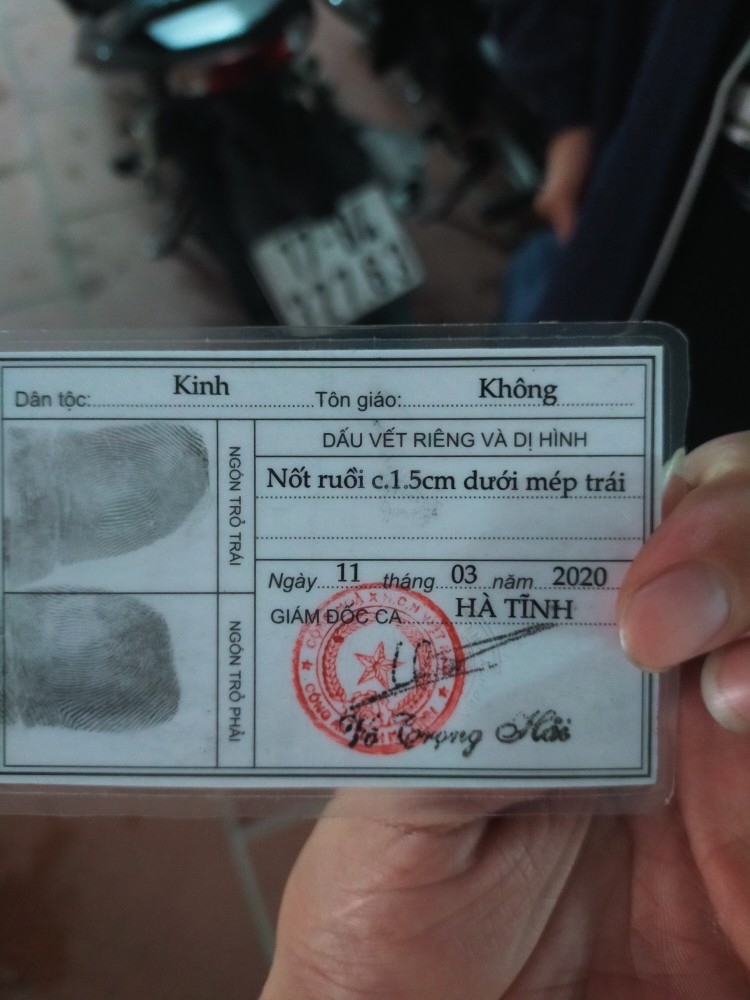 Dân tộc: Kinh Tôn giáo: Không
NGÓN TRỎ TRÁI
DẤU VẾT RIÊNG VÀ DỊ HÌNH
Nốt ruồi c.1.5cm dưới mép trái
Ngày 11 tháng 03 năm 2020
GIÁM ĐỐC CA HÀ TĨNH
NGÓN TRỎ PHẢI
Trọng Hải